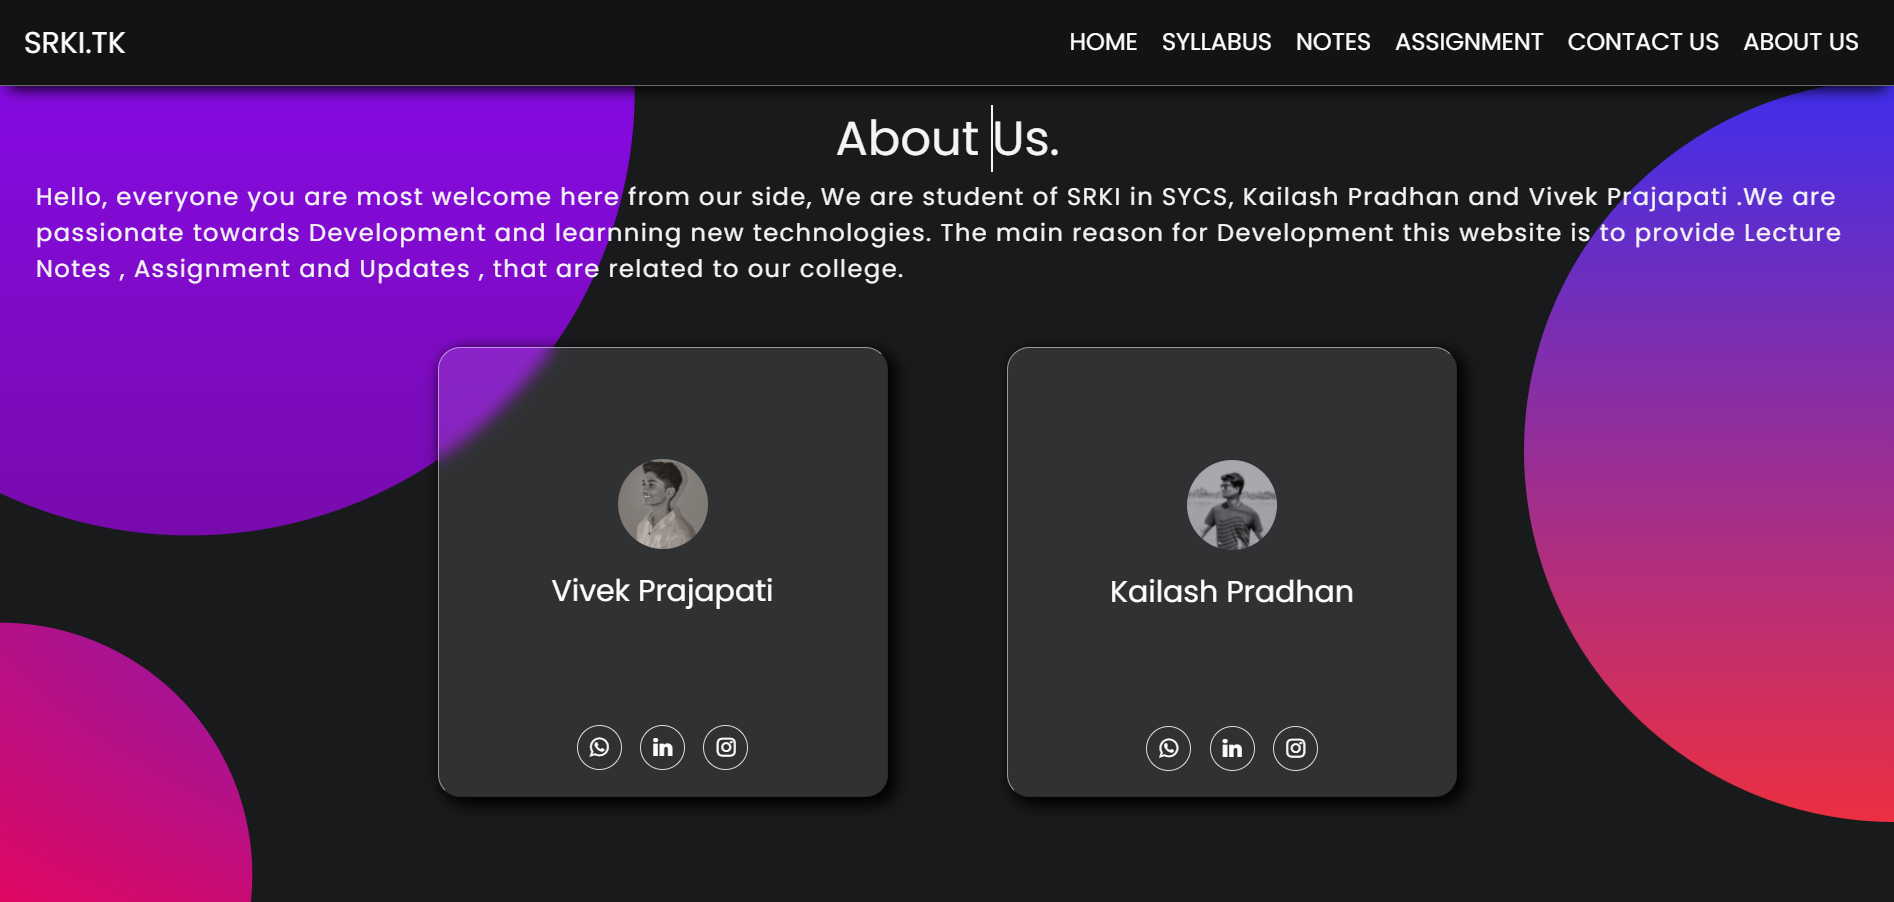 SRKI.TK
HOME SYLLABUS NOTES ASSIGNMENT CONTACT US ABOUT US
About Us.
Hello, everyone you are most welcome here from our side, We are student of SRKI in SYCS, Kailash Pradhan and Vivek Prajapati .We are
passionate towards Development and learnning new technologies. The main reason for Development this website is to provide Lecture
Notes , Assignment and Updates , that are related to our college.
Vivek Prajapati
Kailash Pradhan